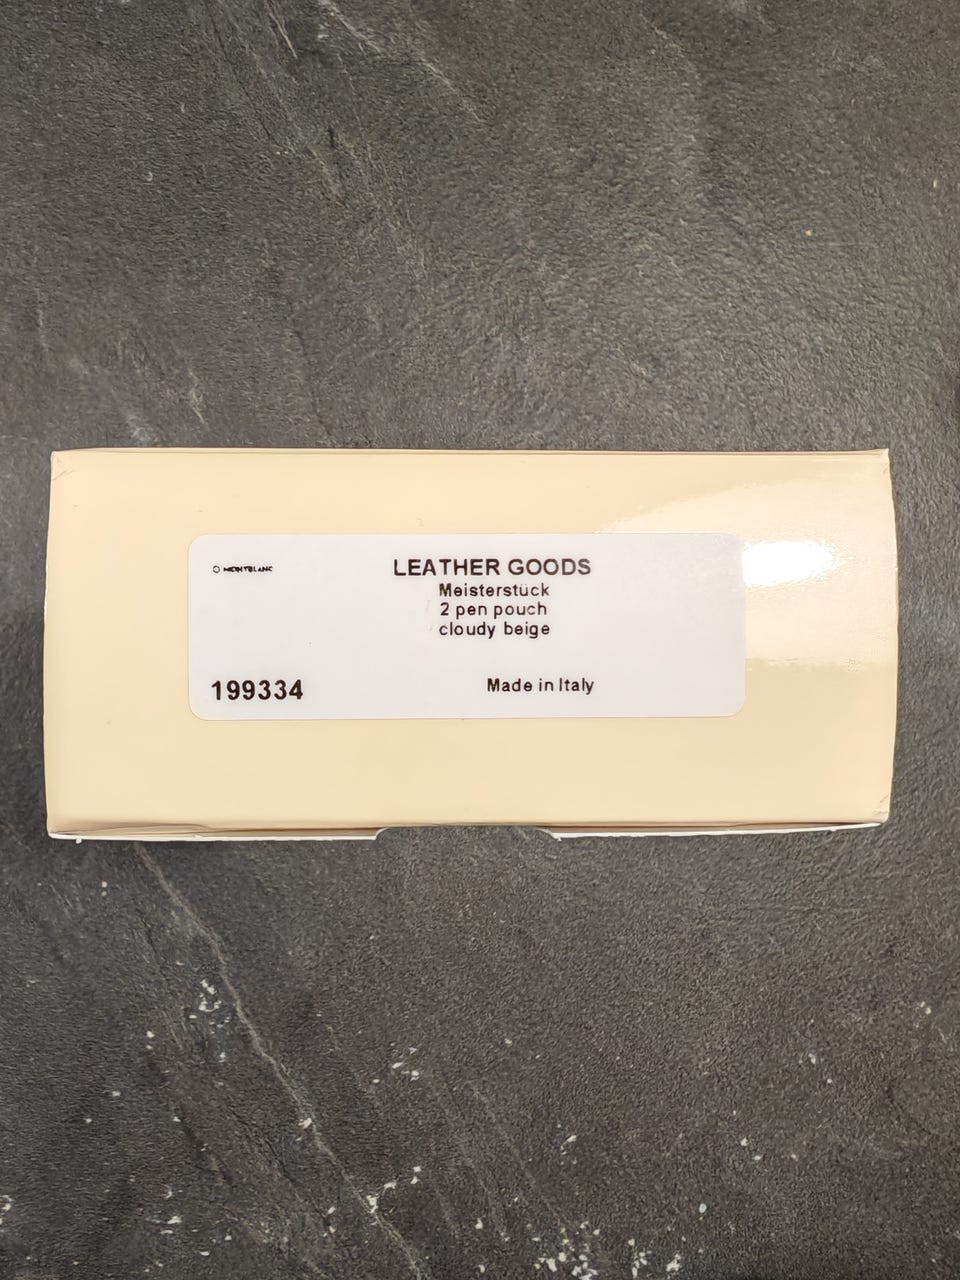 MONTBLANC
LEATHER GOODS
Meisterstück
2 pen pouch
cloudy beige
199334
Made in Italy